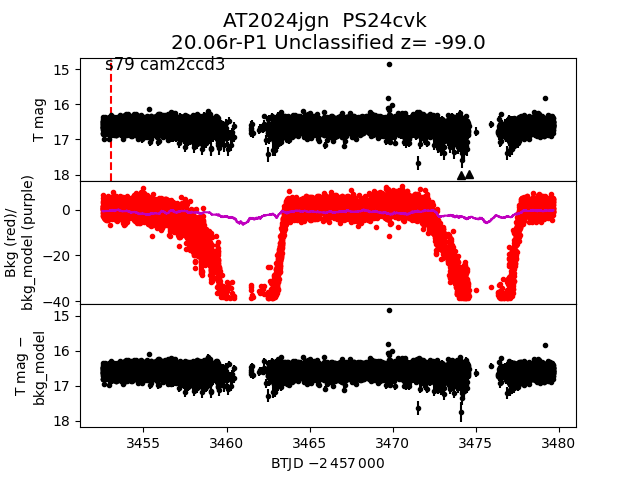 AT2024jgn  PS24cvk
20.06r-P1 Unclassified z= -99.0
s79 cam2ccd3
T mag
15
16
17
18
Bkg (red)/
bkg_model (purple)
0
−20
−40
T mag −
bkg_model
15
16
17
18
3455 3460 3465 3470 3475 3480
BTJD −2 457 000